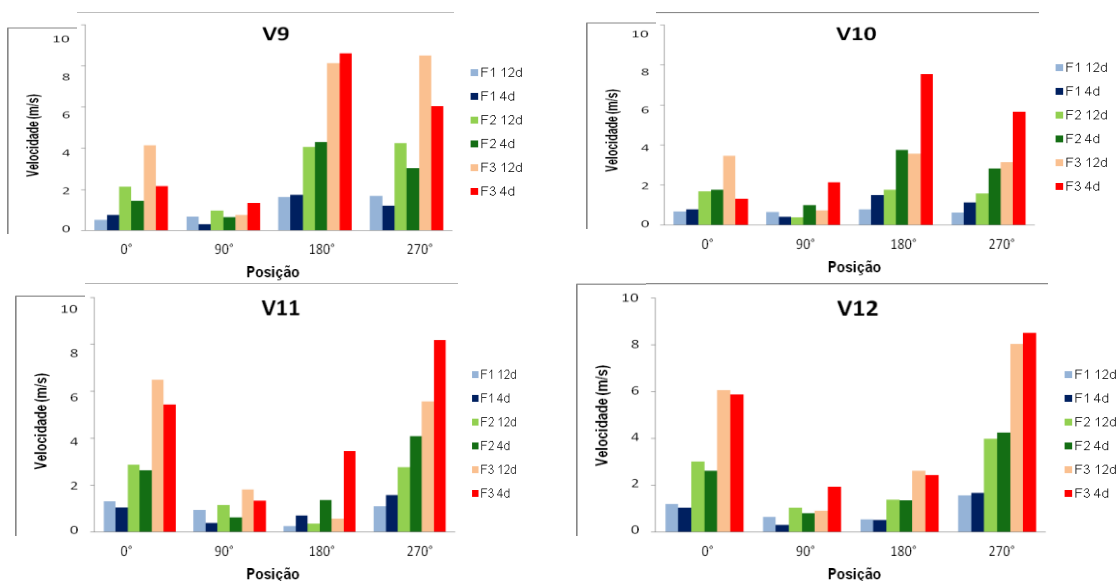 V9
Velocidade (m/s)
10
8
6
4
2
0
0°
90°
180°
270°
Posição
F1 12d
F1 4d
F2 12d
F2 4d
F3 12d
F3 4d
V10
Velocidade (m/s)
10
8
6
4
2
0
0°
90°
180°
270°
Posição
F1 12d
F1 4d
F2 12d
F2 4d
F3 12d
F3 4d
V11
Velocidade (m/s)
10
8
6
4
2
0
0°
90°
180°
270°
Posição
F1 12d
F1 4d
F2 12d
F2 4d
F3 12d
F3 4d
V12
Velocidade (m/s)
10
8
6
4
2
0
0°
90°
180°
270°
Posição
F1 12d
F1 4d
F2 12d
F2 4d
F3 12d
F3 4d